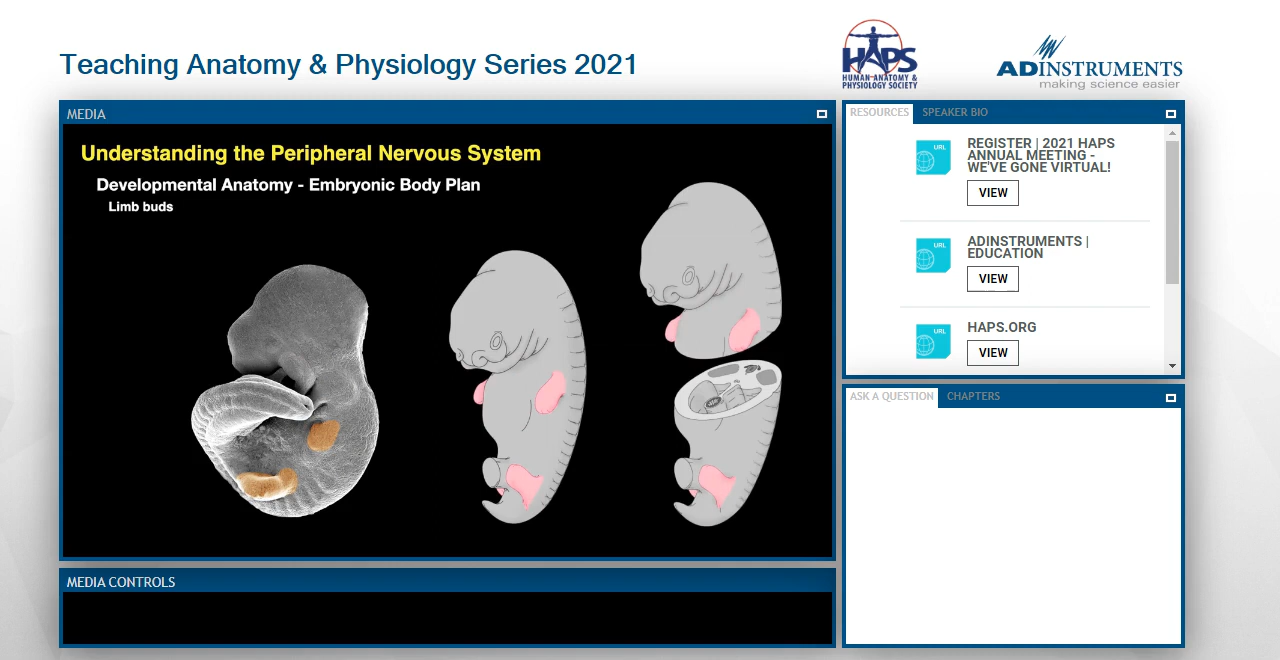 Teaching Anatomy & Physiology Series 2021
HAPS
HUMAN ANATOMY &
PHYSIOLOGY SOCIETY
ADINSTRUMENTS
making science easier
MEDIA
Understanding the Peripheral Nervous System
Developmental Anatomy - Embryonic Body Plan
Limb buds
MEDIA CONTROLS
RESOURCES
SPEAKER BIO
URL
REGISTER | 2021 HAPS
ANNUAL MEETING -
WE'VE GONE VIRTUAL!
VIEW
URL
ADINSTRUMENTS |
EDUCATION
VIEW
URL
HAPS.ORG
VIEW
ASK A QUESTION
CHAPTERS